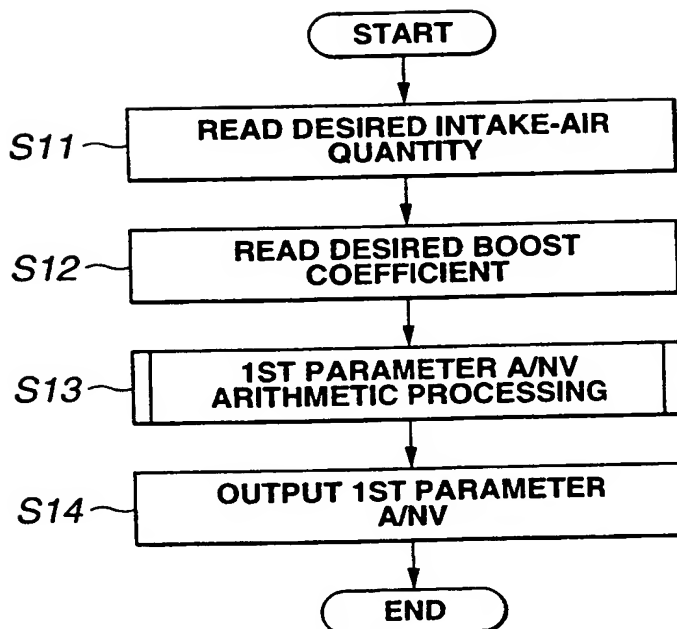 START
S11
READ DESIRED INTAKE-AIR
QUANTITY
S12
READ DESIRED BOOST
COEFFICIENT
S13
1ST PARAMETER A/NV
ARITHMETIC PROCESSING
S14
OUTPUT 1ST PARAMETER
A/NV
END